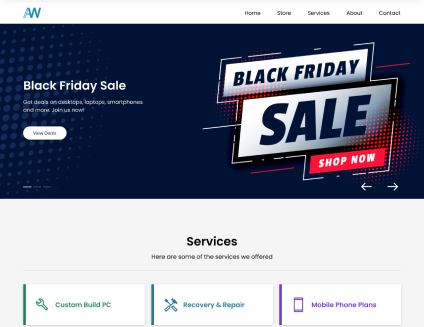 AW
Home Store Services About Contact
Black Friday Sale
Get deals on desktops, laptops, smartphones
and more. Join us now!
View Deals
BLACK FRIDAY
SALE
SHOP NOW
Services
Here are some of the services we offered
Custom Build PC
Recovery & Repair
Mobile Phone Plans